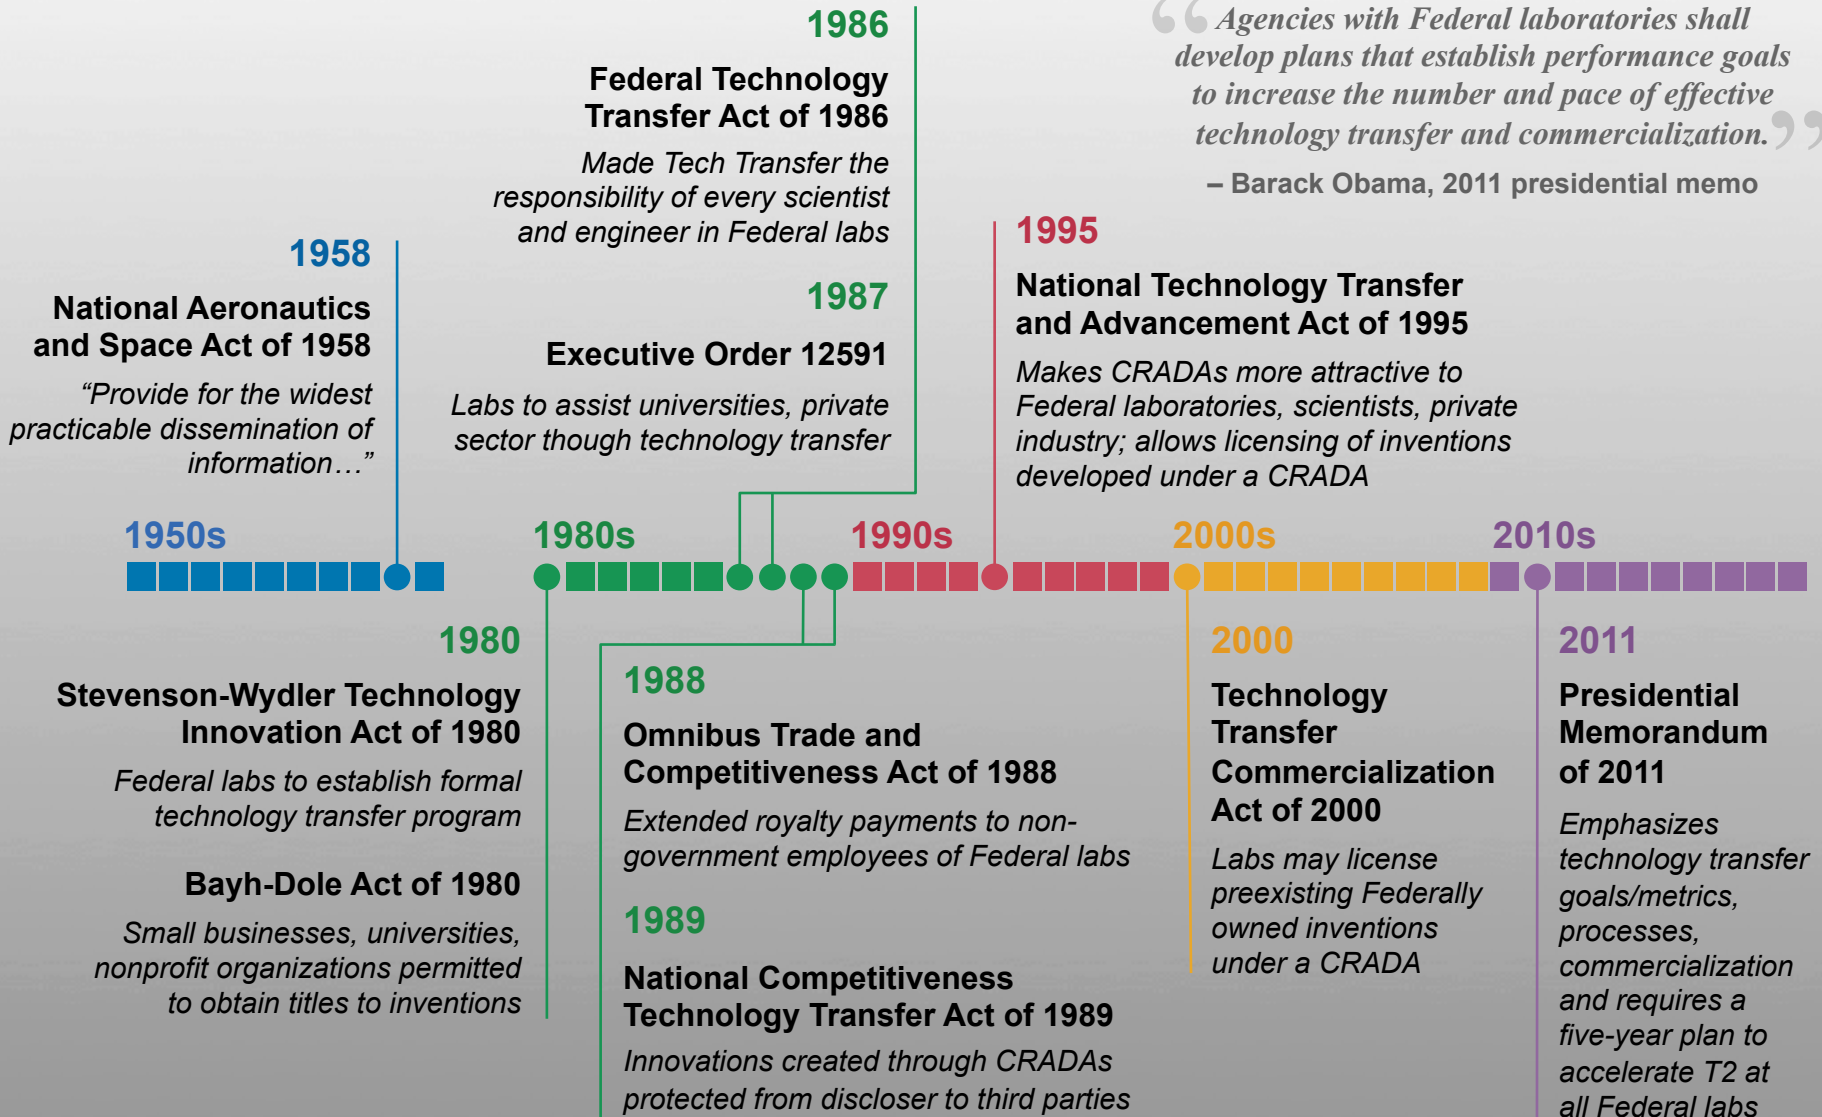 1986
Federal Technology
Transfer Act of 1986
Made Tech Transfer the
responsibility of every scientist
and engineer in Federal labs
“Agencies with Federal laboratories shall
develop plans that establish performance goals
to increase the number and pace of effective
technology transfer and commercialization.”
– Barack Obama, 2011 presidential memo
1958
National Aeronautics
and Space Act of 1958
“Provide for the widest
practicable dissemination of
information…”
1987
Executive Order 12591
Labs to assist universities, private
sector though technology transfer
1995
National Technology Transfer
and Advancement Act of 1995
Makes CRADAs more attractive to
Federal laboratories, scientists, private
industry; allows licensing of inventions
developed under a CRADA
1950s
1980s
1990s
2000s
2010s
1980
Stevenson-Wydler Technology
Innovation Act of 1980
Federal labs to establish formal
technology transfer program
Bayh-Dole Act of 1980
Small businesses, universities,
nonprofit organizations permitted
to obtain titles to inventions
1988
Omnibus Trade and
Competitiveness Act of 1988
Extended royalty payments to non-
government employees of Federal labs
1989
National Competitiveness
Technology Transfer Act of 1989
Innovations created through CRADAs
protected from discloser to third parties
2000
Technology
Transfer
Commercialization
Act of 2000
Labs may license
preexisting Federally
owned inventions
under a CRADA
2011
Presidential
Memorandum
of 2011
Emphasizes
technology transfer
goals/metrics,
processes,
commercialization
and requires a
five-year plan to
accelerate T2 at
all Federal labs